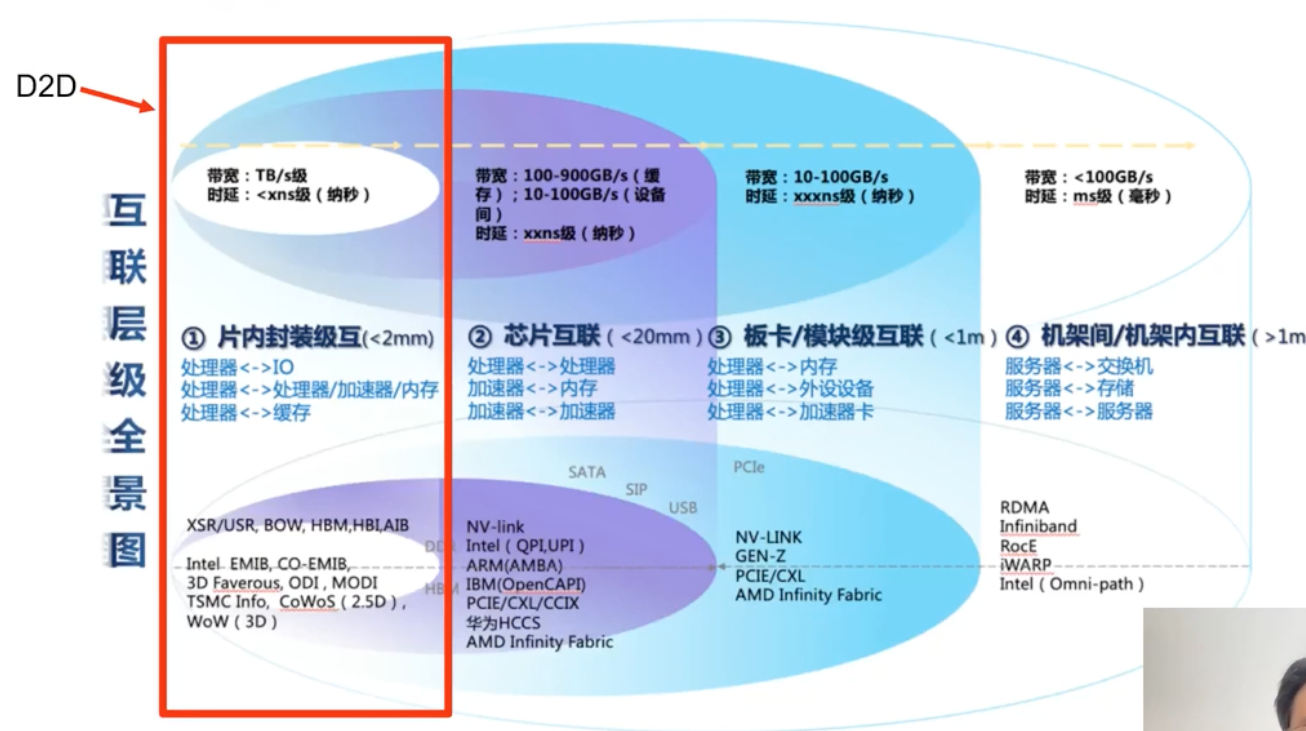 D2D
互联层级全景图
带宽：TB/s级
时延：<xns级（纳秒）
带宽：100-900GB/s（缓
存）；10-100GB/s（设备
间）
时延：xxns级（纳秒）
带宽：10-100GB/s
时延：xxxns级（纳秒）
带宽：<100GB/s
时延：ms级（毫秒）
① 片内封装级互(<2mm)
处理器<->IO
处理器<->处理器/加速器/内存
处理器<->缓存
② 芯片互联（<20mm）
处理器<->处理器
加速器<->内存
加速器<->加速器
③ 板卡/模块级互联（<1m）
处理器<->内存
处理器<->外设设备
处理器<->加速器卡
④ 机架间/机架内互联（>1m
服务器<->交换机
服务器<->存储
服务器<->服务器
SATA
SIP
USB
PCIe
DDR
HBM
XSR/USR, BOW, HBM,HBI,AIB
Intel EMIB, CO-EMIB,
3D Faverous, ODI , MODI
TSMC Info, CoWoS（2.5D）,
WoW（3D）
NV-link
Intel（QPI,UPI）
ARM(AMBA)
IBM(OpenCAPI)
PCIE/CXL/CCIX
华为HCCS
AMD Infinity Fabric
NV-LINK
GEN-Z
PCIE/CXL
AMD Infinity Fabric
RDMA
Infiniband
RocE
iWARP
Intel（Omni-path）